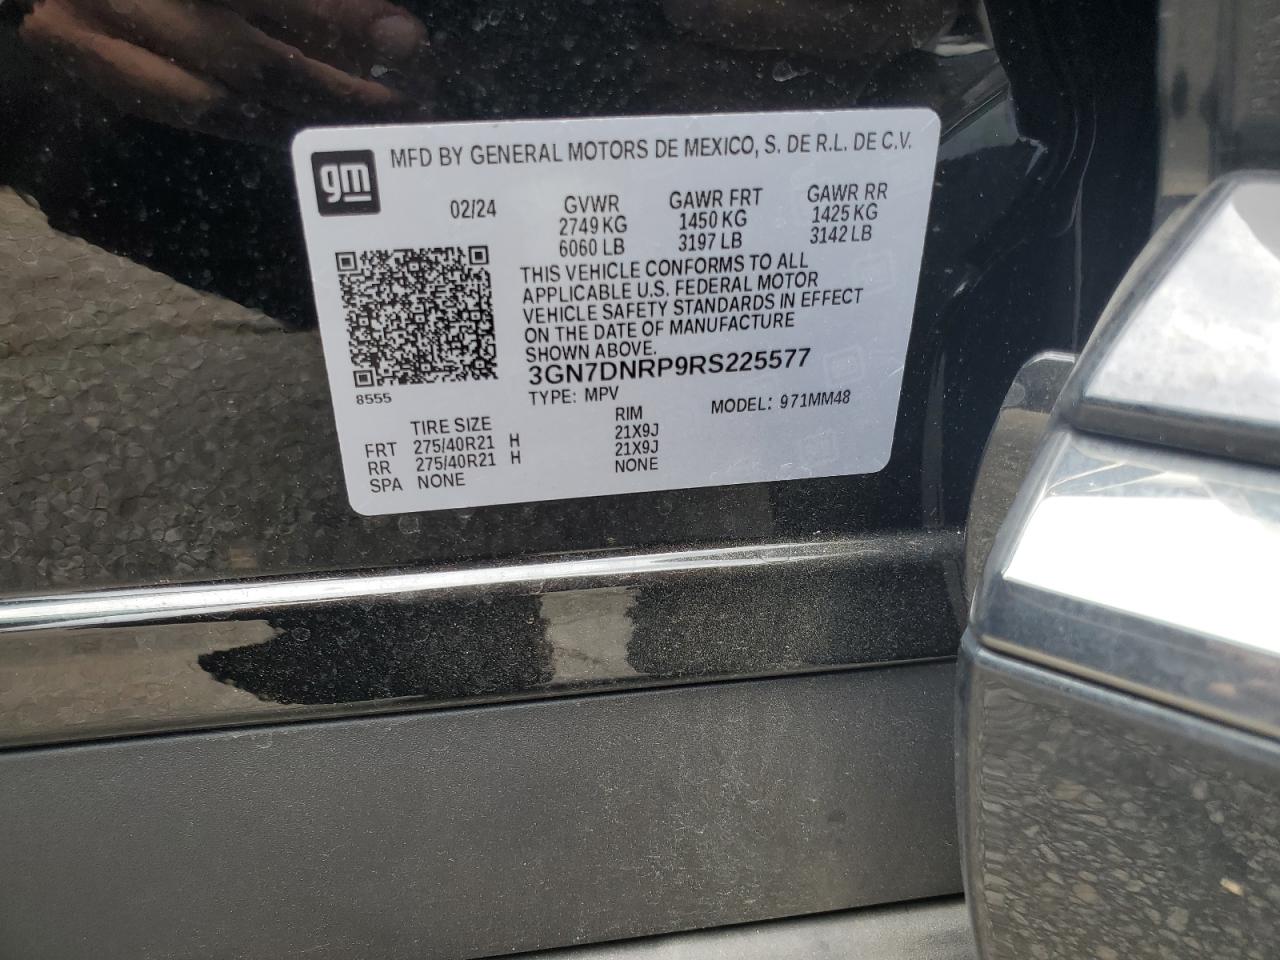 gm
MFD BY GENERAL MOTORS DE MEXICO, S. DE R.L. DE C.V.
02/24
GVWR
2749 KG
6060 LB
GAWR FRT
1450 KG
3197 LB
GAWR RR
1425 KG
3142 LB
THIS VEHICLE CONFORMS TO ALL
APPLICABLE U.S. FEDERAL MOTOR
VEHICLE SAFETY STANDARDS IN EFFECT
ON THE DATE OF MANUFACTURE
SHOWN ABOVE.
3GN7DNRP9RS225577
8555
TYPE: MPV
MODEL: 971MM48
TIRE SIZE RIM
FRT 275/40R21 H 21X9J
RR 275/40R21 H 21X9J
SPA NONE NONE